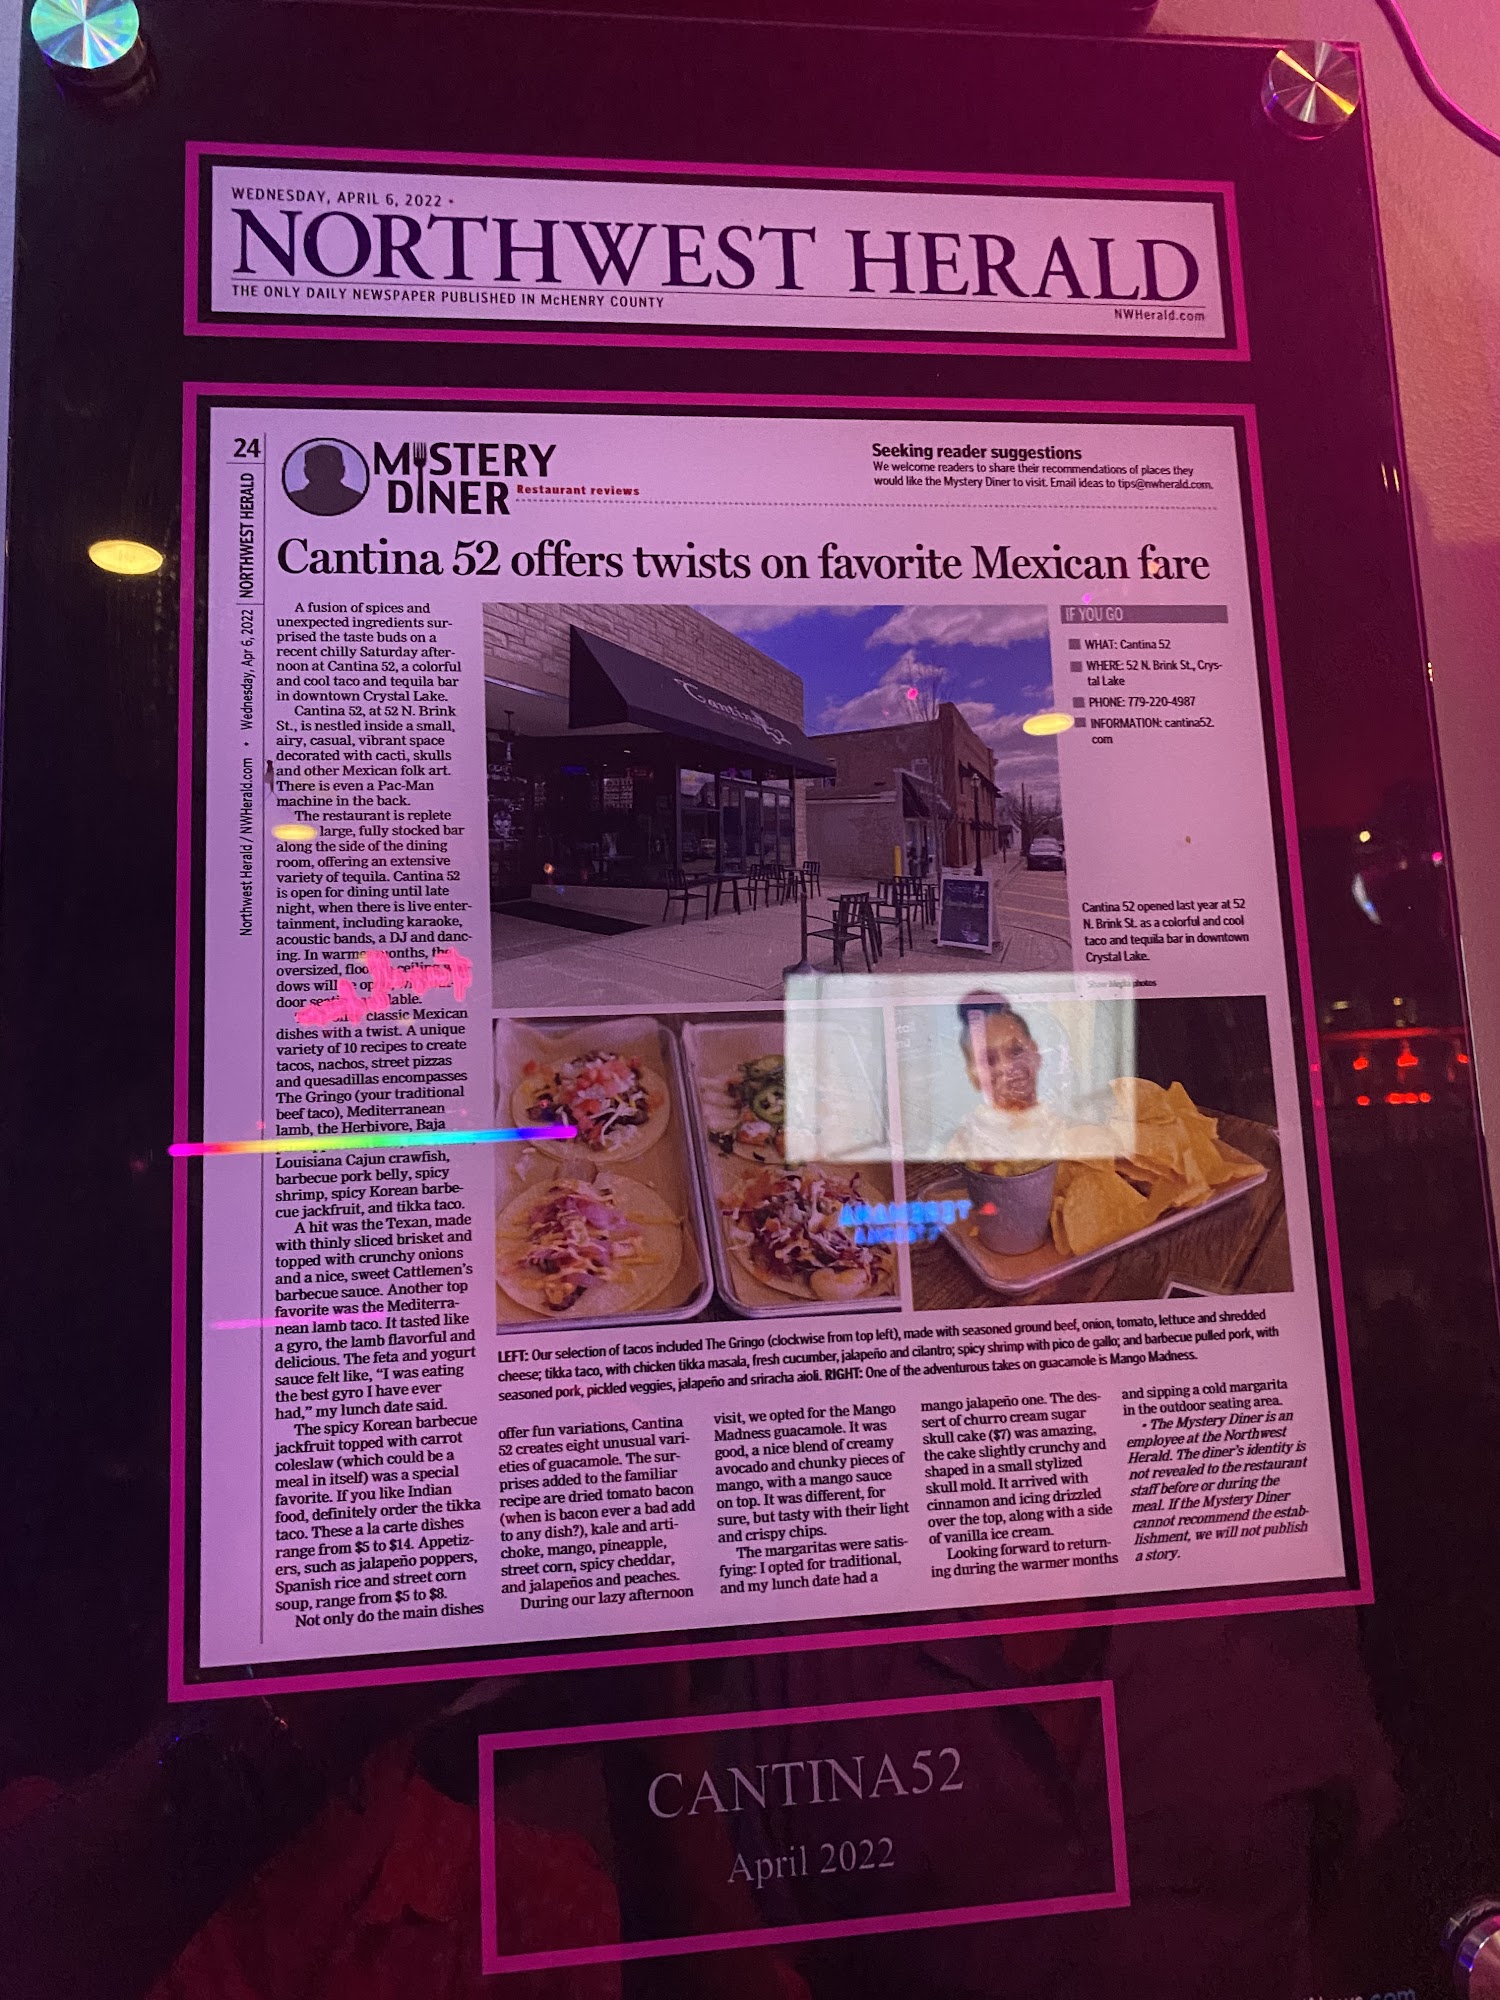 WEDNESDAY, APRIL 6, 2022 •
NORTHWEST HERALD
THE ONLY DAILY NEWSPAPER PUBLISHED IN McHENRY COUNTY
NWHerald.com
24
NORTHWEST HERALD
Northwest Herald / NWHerald.com • Wednesday, Apr 6, 2022
MYSTERY
DINER
Restaurant reviews
Seeking reader suggestions
We welcome readers to share their recommendations of places they
would like the Mystery Diner to visit. Email ideas to tips@nwherald.com.
Cantina 52 offers twists on favorite Mexican fare
A fusion of spices and
unexpected ingredients sur-
prised the taste buds on a
recent chilly Saturday after-
noon at Cantina 52, a colorful
and cool taco and tequila bar
in downtown Crystal Lake.
Cantina 52, at 52 N. Brink
St., is nestled inside a small,
airy, casual, vibrant space
decorated with cacti, skulls
and other Mexican folk art.
There is even a Pac-Man
machine in the back.
The restaurant is replete
large, fully stocked bar
along the side of the dining
room, offering an extensive
variety of tequila. Cantina 52
is open for dining until late
night, when there is live enter-
tainment, including karaoke,
acoustic bands, a DJ and danc-
ing. In warmer months, the
oversized,
dows will
door
classic Mexican
dishes with a twist. A unique
variety of 10 recipes to create
tacos, nachos, street pizzas
and quesadillas encompasses
The Gringo (your traditional
beef taco), Mediterranean
lamb, the Herbivore, Baja
Louisiana Cajun crawfish,
barbecue pork belly, spicy
shrimp, spicy Korean barbe-
cue jackfruit, and tikka taco.
A hit was the Texan, made
with thinly sliced brisket and
topped with crunchy onions
and a nice, sweet Cattlemen's
barbecue sauce. Another top
favorite was the Mediterra-
nean lamb taco. It tasted like
a gyro, the lamb flavorful and
delicious. The feta and yogurt
sauce felt like, "I was eating
the best gyro I have ever
had," my lunch date said.
The spicy Korean barbecue
jackfruit topped with carrot
coleslaw (which could be a
meal in itself) was a special
favorite. If you like Indian
food, definitely order the tikka
taco. These a la carte dishes
range from $5 to $14. Appetiz-
ers, such as jalapeño poppers,
Spanish rice and street corn
soup, range from $5 to $8.
Not only do the main dishes
Cantina 52
IF YOU GO
WHAT: Cantina 52
WHERE: 52 N. Brink St., Crys-
tal Lake
PHONE: 779-220-4987
INFORMATION: cantina52.
com
Cantina 52 opened last year at 52
N. Brink St. as a colorful and cool
taco and tequila bar in downtown
Crystal Lake.
Shaw Media photos
LEFT: Our selection of tacos included The Gringo (clockwise from top left), made with seasoned ground beef, onion, tomato, lettuce and shredded
cheese; tikka taco, with chicken tikka masala, fresh cucumber, jalapeño and cilantro; spicy shrimp with pico de gallo; and barbecue pulled pork, with
seasoned pork, pickled veggies, jalapeño and sriracha aioli. RIGHT: One of the adventurous takes on guacamole is Mango Madness.
offer fun variations, Cantina
52 creates eight unusual vari-
eties of guacamole. The sur-
prises added to the familiar
recipe are dried tomato bacon
(when is bacon ever a bad add
to any dish?), kale and arti-
choke, mango, pineapple,
street corn, spicy cheddar,
and jalapeños and peaches.
During our lazy afternoon
visit, we opted for the Mango
Madness guacamole. It was
good, a nice blend of creamy
avocado and chunky pieces of
mango, with a mango sauce
on top. It was different, for
sure, but tasty with their light
and crispy chips.
The margaritas were satis-
fying: I opted for traditional,
and my lunch date had a
mango jalapeño one. The des-
sert of churro cream sugar
skull cake ($7) was amazing,
the cake slightly crunchy and
shaped in a small stylized
skull mold. It arrived with
cinnamon and icing drizzled
over the top, along with a side
of vanilla ice cream.
Looking forward to return-
ing during the warmer months
and sipping a cold margarita
in the outdoor seating area.
• The Mystery Diner is an
employee at the Northwest
Herald. The diner's identity is
not revealed to the restaurant
staff before or during the
meal. If the Mystery Diner
cannot recommend the estab-
lishment, we will not publish
a story.
CANTINA52
April 2022